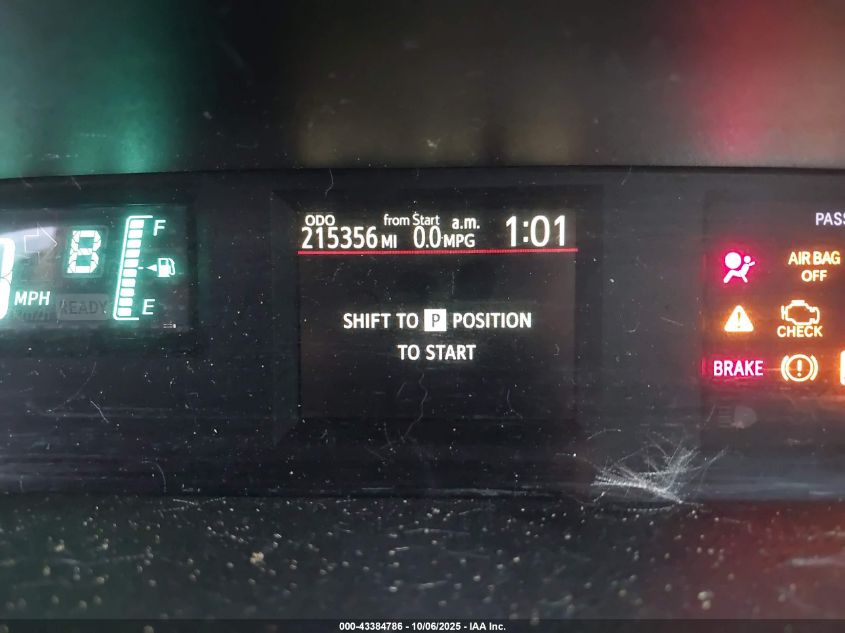 ODO from Start a.m.
215356 MI 0.0 MPG 1:01
B
F
MPH
READY
E
SHIFT TO P POSITION
TO START
PASS
AIR BAG
OFF
CHECK
BRAKE
000-43384786 - 10/06/2025 - IAA Inc.